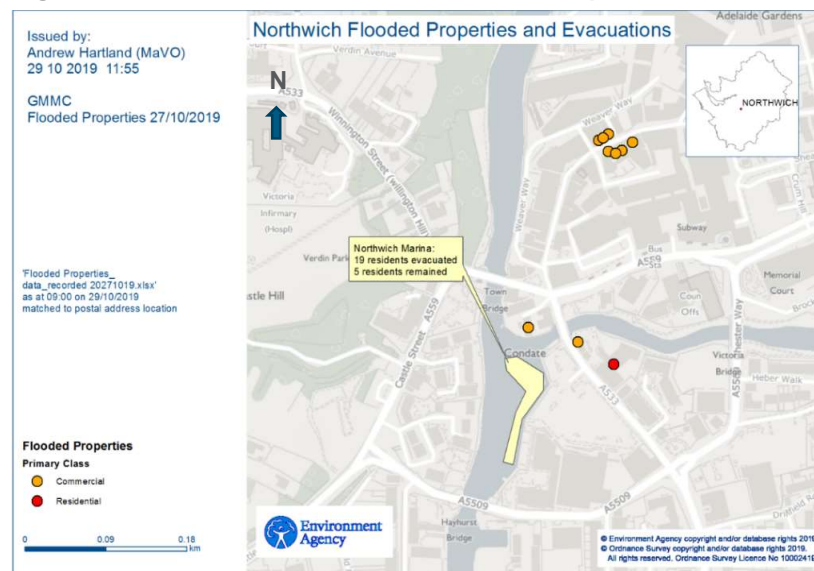 Northwich Flooded Properties and Evacuations
Issued by:
Andrew Hartland (MaVO)
29 10 2019 11:55
GMMC
Flooded Properties 27/10/2019
'Flooded Properties_
data_recorded 20271019.xlsx'
as at 09:00 on 29/10/2019
matched to postal address location
Flooded Properties
Primary Class
Commercial
Residential
0 0.09 0.18
km
N
A533
Verdin Avenue
Adelaide Gardens
NORTHWICH
Winnington Street (willington Hill)
Weaver Way
Weaver Way
Crum Hill
Victoria
Infirmary
(Hospl)
Verdin Park
Subway
Bus
Sta
Northwich Marina:
19 residents evacuated
5 residents remained
Memorial
Court
Town
Bridge
Coun
Offs
Castle Street
A559
Condate
Victoria
Bridge
Heber Walk
A533
A5509
A5509
Hayhurst
Bridge
Environment
Agency
© Environment Agency copyright and/or database rights 2019
© Ordnance Survey copyright and/or database rights 2019.
All rights reserved. Ordnance Survey Licence No 10002419